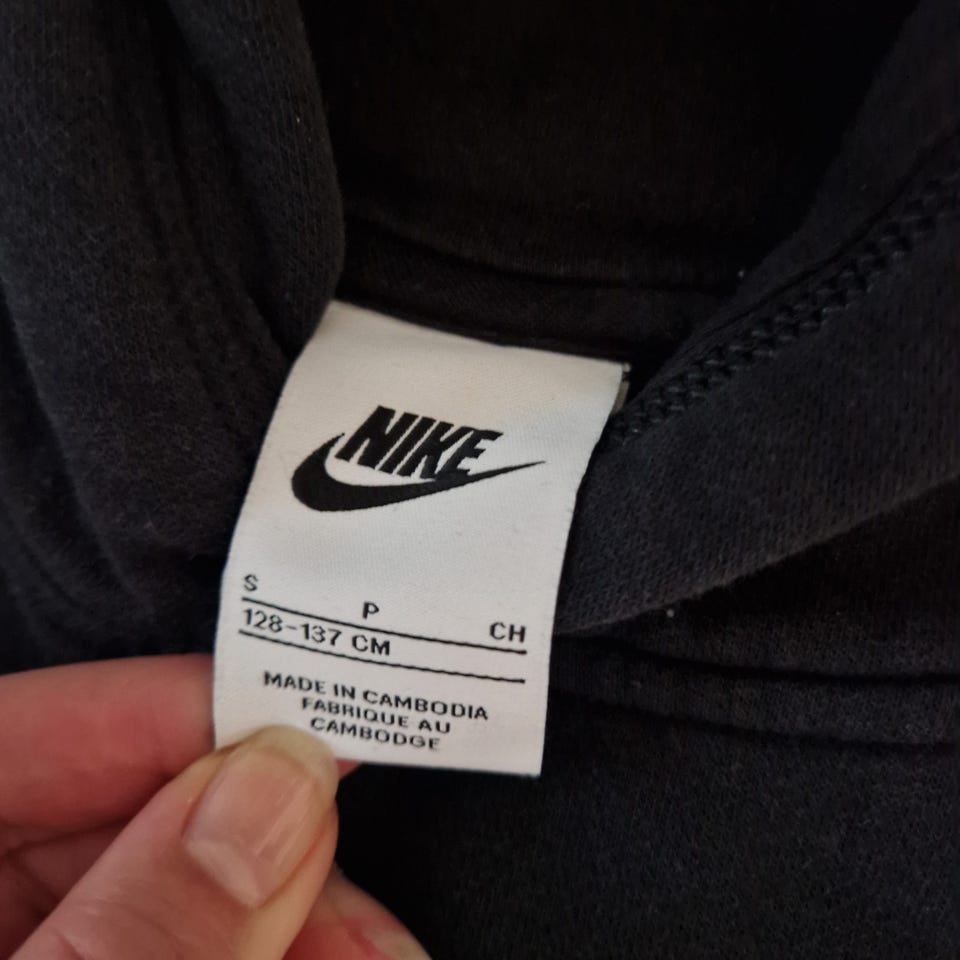 NIKE
S P CH
128-137 CM
MADE IN CAMBODIA
FABRIQUE AU
CAMBODGE